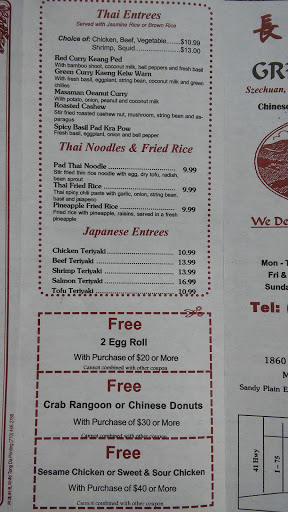 Thai Entrees
Served with Jasmine Rice or Brown Rice
Choice of: Chicken, Beef, Vegetable........$10.99
Shrimp, Squid....................$13.00
Red Curry Keang Ped
With bamboo shoot, coconut milk, bell peppers and fresh basil
Green Curry Kaeng Keiw Warn
With fresh basil, eggplant, string bean, coconut milk and green
chilies
Massman Oeanut Curry
With potato, onion, peanut and coconut milk
Roasted Cashew
Stir fried roasted cashew nut, mushroom, string bean and as-
paragus
Spicy Basil Pad Kra Pow
Fresh basil, eggplant, onion and bell pepper
Thai Noodles & Fried Rice
Pad Thai Noodle 9.99
Stir fried thin rice noodle with egg, dry tofu, radish,
bean sprout
Thai Fried Rice 9.99
Thai spicy chili paste with garlic, onion, string bean,
basil and jalapeno
Pineapple Fried Rice 9.99
Fried rice with pineapple, raisins, served in a fresh
pineapple
Japanese Entrees
Chicken Teriyaki 10.99
Beef Teriyaki 13.99
Shrimp Teriyaki 13.99
Salmon Teriyaki 16.99
Tofu Teriyaki 10.99
Free
2 Egg Roll
With Purchase of $20 or More
Cannot combined with other coupon
Free
Crab Rangoon or Chinese Donuts
With Purchase of $30 or More
Cannot combined with other coupon
Free
Sesame Chicken or Sweet & Sour Chicken
With Purchase of $40 or More
Cannot combined with other coupon
長
GR
Szechuan,
Chinese
We De
Mon - T
Fri &
Sunda
Tel: (
1860
M
Sandy Plain E
41 Hwy
I - 75